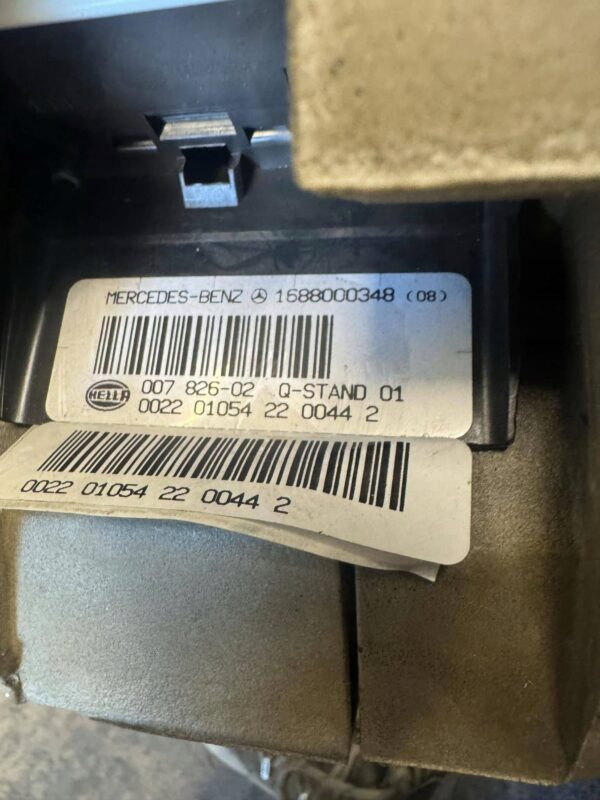 MERCEDES-BENZ 1688000348 (08)
HELLA
007 826-02 Q-STAND 01
0022 01054 22 0044 2
0022 01054 22 0044 2